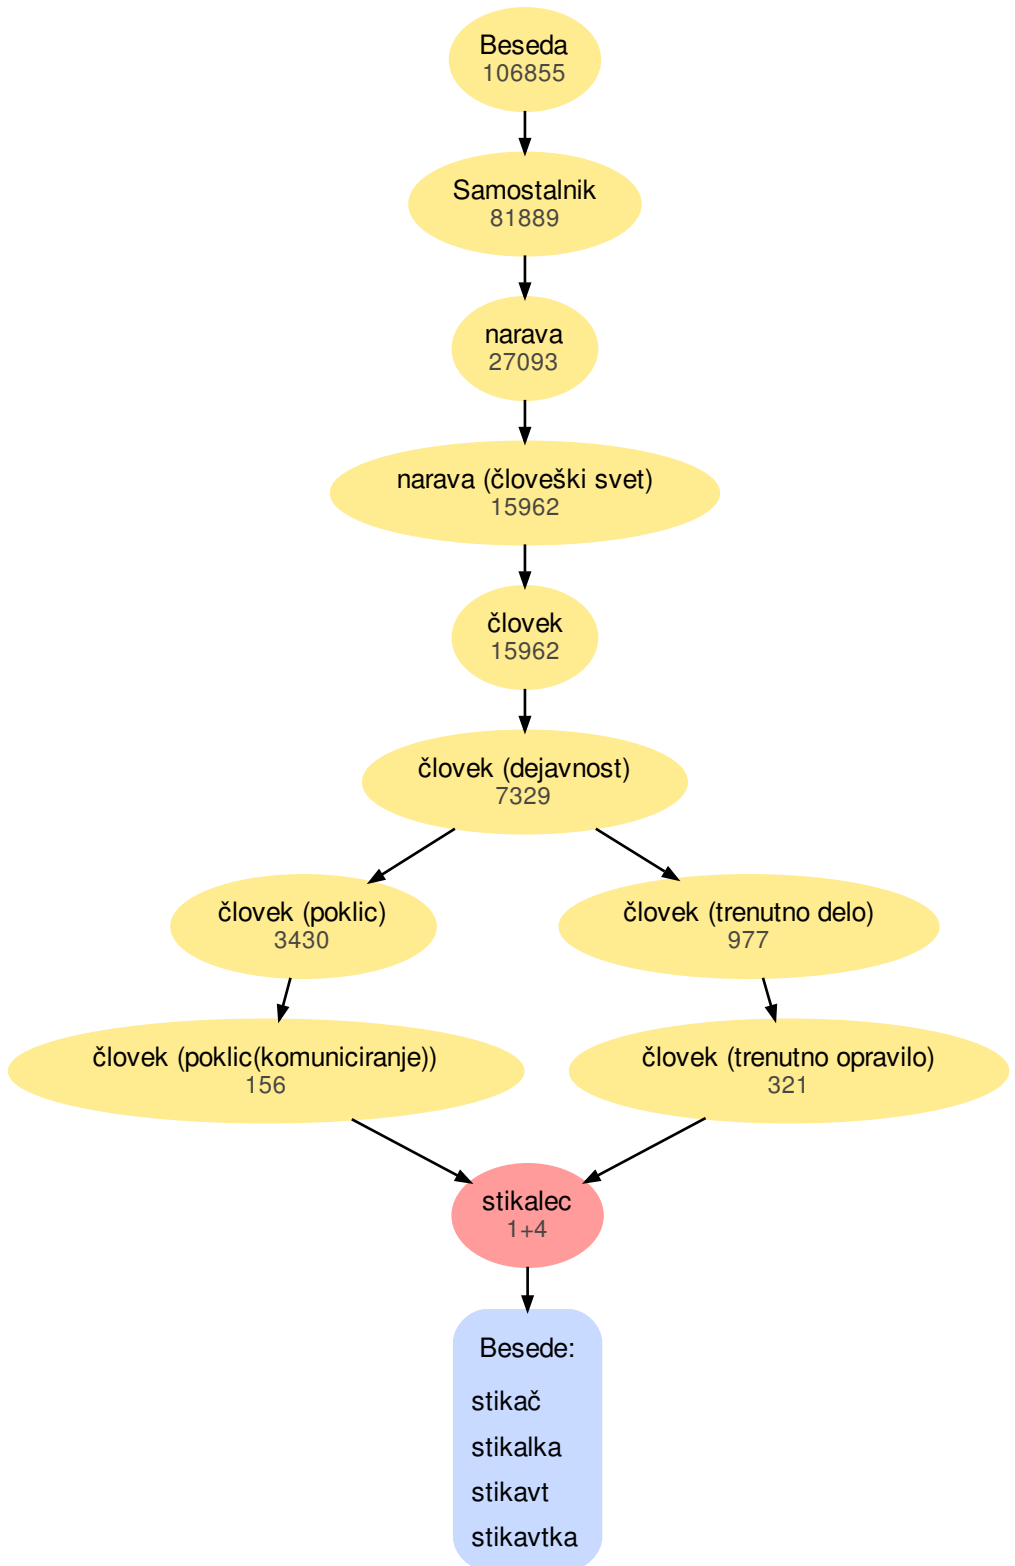 Beseda
106855
Samostalnik
81889
narava
27093
narava (človeški svet)
15962
človek
15962
človek (dejavnost)
7329
človek (poklic)
3430
človek (trenutno delo)
977
človek (poklic(komuniciranje))
156
človek (trenutno opravilo)
321
stikalec
1+4
Besede:
stikač
stikalka
stikavt
stikavtka